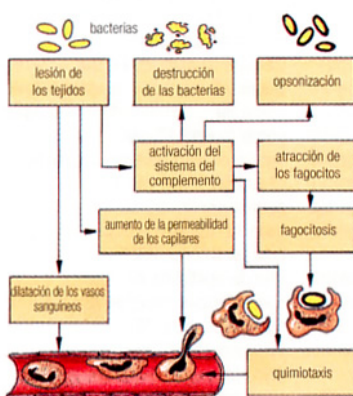 bacterias
lesión de
los tejidos
destrucción
de las bacterias
opsonización
activación del
sistema del
complemento
atracción de
los fagocitos
aumento de la permeabilidad
de los capilares
fagocitosis
dilatación de los vasos
sanguíneos
quimiotaxis